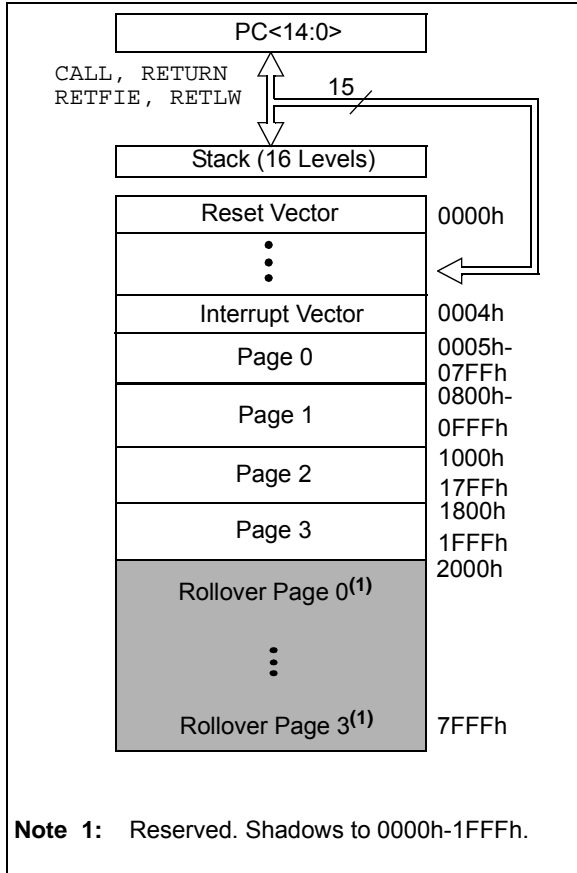 PC<14:0>
CALL, RETURN
RETFIE, RETLW
15
Stack (16 Levels)
Reset Vector
0000h
Interrupt Vector
0004h
Page 0
0005h-
07FFh
Page 1
0800h-
0FFFh
Page 2
1000h
17FFh
Page 3
1800h
1FFFh
Rollover Page 0(1)
2000h
Rollover Page 3(1)
7FFFh
Note 1: Reserved. Shadows to 0000h-1FFFh.